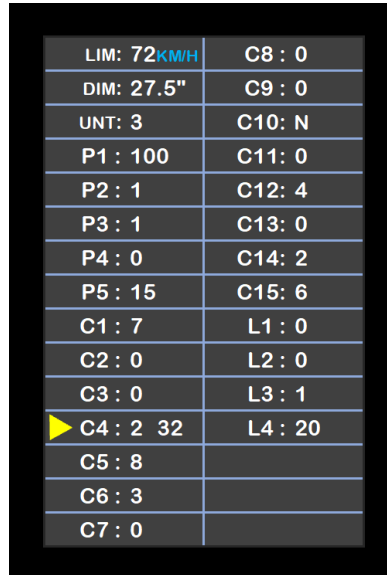 LIM: 72KM/H
DIM: 27.5"
UNT: 3
P1 : 100
P2 : 1
P3 : 1
P4 : 0
P5 : 15
C1 : 7
C2 : 0
C3 : 0
C4 : 2 32
C5 : 8
C6 : 3
C7 : 0
C8 : 0
C9 : 0
C10: N
C11: 0
C12: 4
C13: 0
C14: 2
C15: 6
L1 : 0
L2 : 0
L3 : 1
L4 : 20